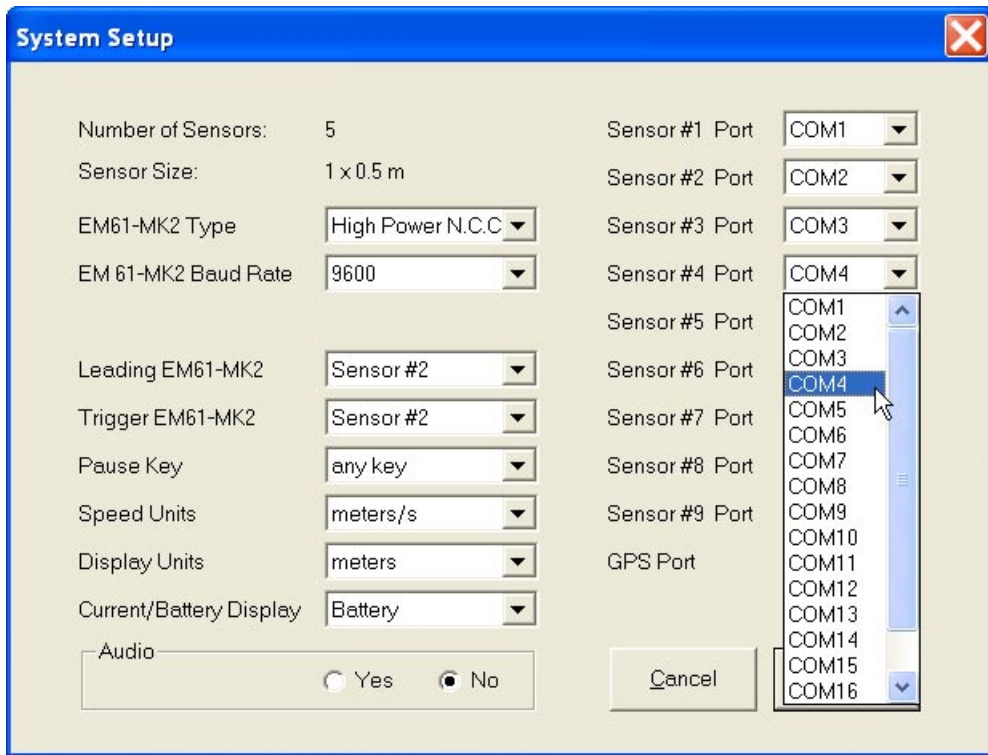 System Setup
Number of Sensors: 5
Sensor Size: 1 x 0.5 m
EM61-MK2 Type High Power N.C.C
EM 61-MK2 Baud Rate 9600
Leading EM61-MK2 Sensor #2
Trigger EM61-MK2 Sensor #2
Pause Key any key
Speed Units meters/s
Display Units meters
Current/Battery Display Battery
Audio
Yes No
Sensor #1 Port COM1
Sensor #2 Port COM2
Sensor #3 Port COM3
Sensor #4 Port COM4
Sensor #5 Port
Sensor #6 Port
Sensor #7 Port
Sensor #8 Port
Sensor #9 Port
GPS Port
COM1
COM2
COM3
COM4
COM5
COM6
COM7
COM8
COM9
COM10
COM11
COM12
COM13
COM14
COM15
COM16
Cancel